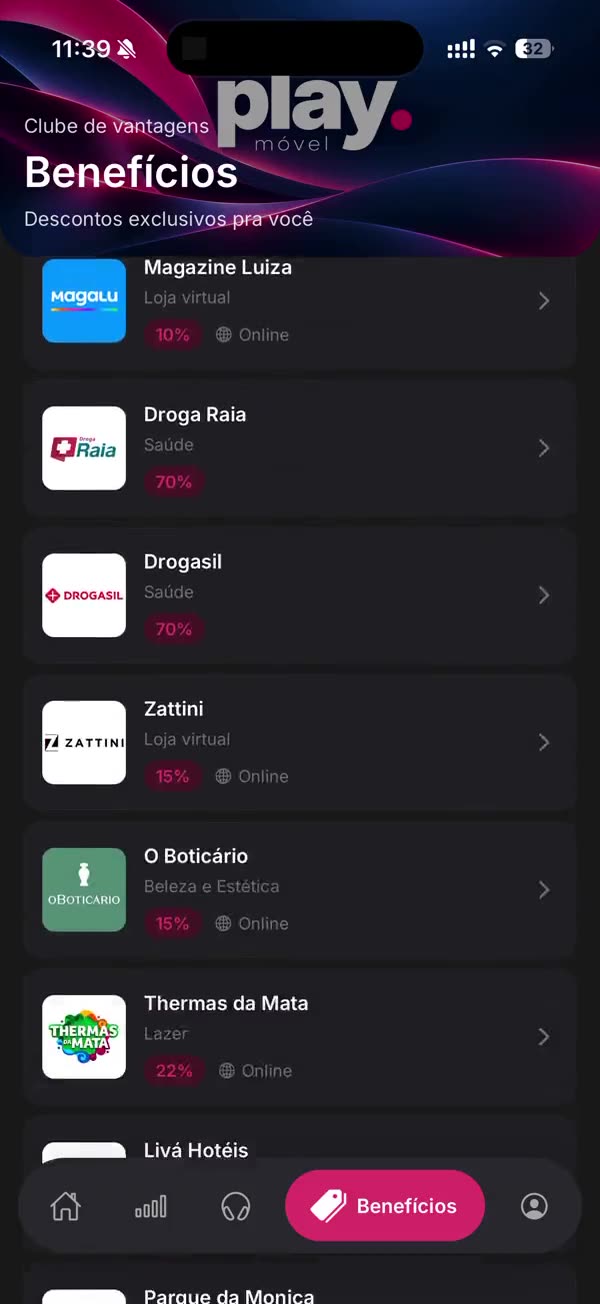 11:39
32
play.
móvel
Clube de vantagens
Benefícios
Descontos exclusivos pra você
MagaLu
Magazine Luiza
Loja virtual
10% Online
Droga
Raia
Droga Raia
Saúde
70%
DROGASIL
Drogasil
Saúde
70%
ZATTINI
Zattini
Loja virtual
15% Online
oBOTICÁRIO
O Boticário
Beleza e Estética
15% Online
THERMAS
DA MATA
Thermas da Mata
Lazer
22% Online
Livá Hotéis
Benefícios
Parque da Monica